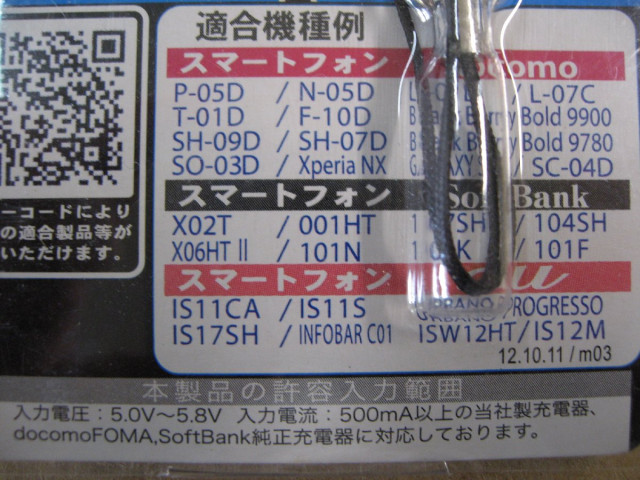 適合機種例
スマートフォン docomo
P-05D / N-05D / L-07C
T-01D / F-10D Bold 9900
SH-09D / SH-07D Bold 9780
SO-03D / Xperia NX SC-04D
スマートフォン SoftBank
X02T / 001HT / 104SH
X06HTⅡ / 101N / 101F
スマートフォン au
IS11CA / IS11S URBANO PROGRESSO
IS17SH / INFOBAR C01 ISW12HT / IS12M
12.10.11 / m03
ーコードにより
の適合製品等が
いただけます。
本製品の許容入力範囲
入力電圧：5.0V～5.8V 入力電流：500mA以上の当社製充電器、
docomoFOMA,SoftBank純正充電器に対応しております。